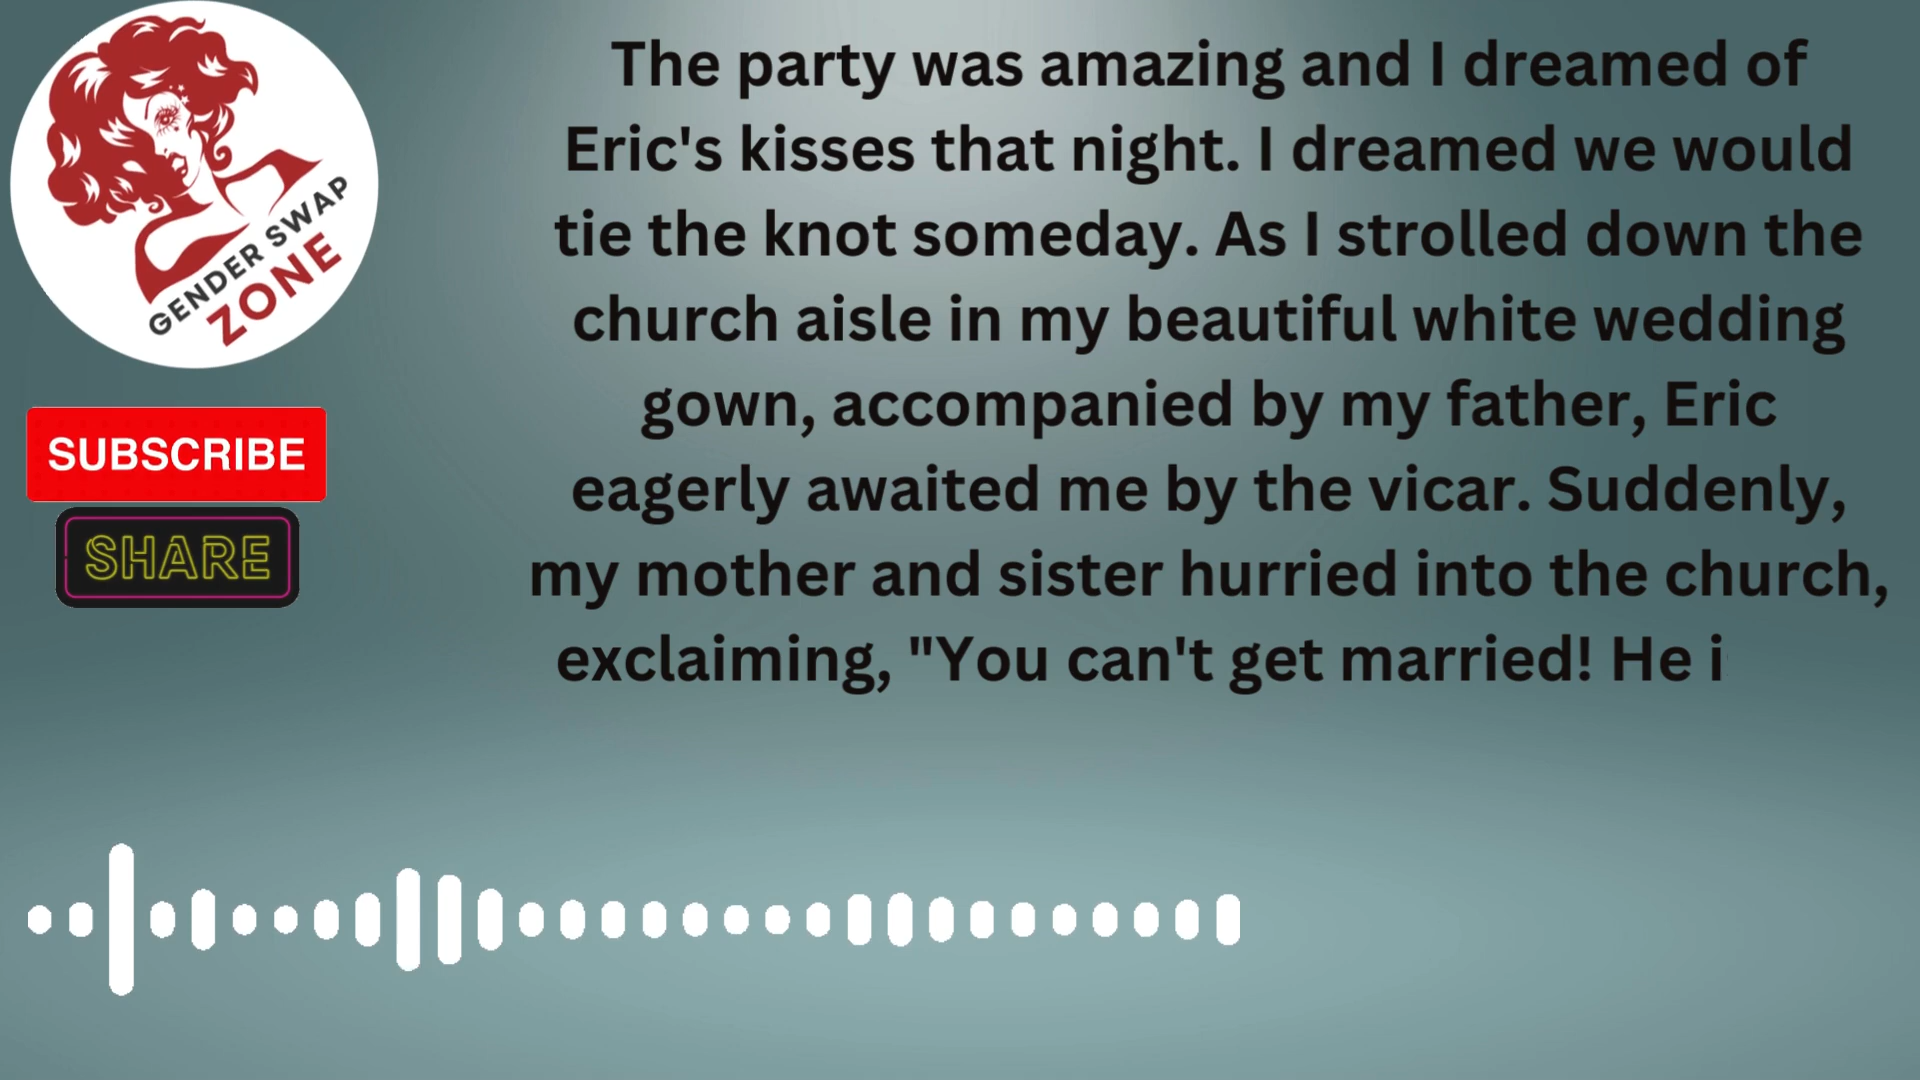 GENDER SWAP
ZONE
SUBSCRIBE
SHARE
The party was amazing and I dreamed of
Eric's kisses that night. I dreamed we would
tie the knot someday. As I strolled down the
church aisle in my beautiful white wedding
gown, accompanied by my father, Eric
eagerly awaited me by the vicar. Suddenly,
my mother and sister hurried into the church,
exclaiming, "You can't get married! He i